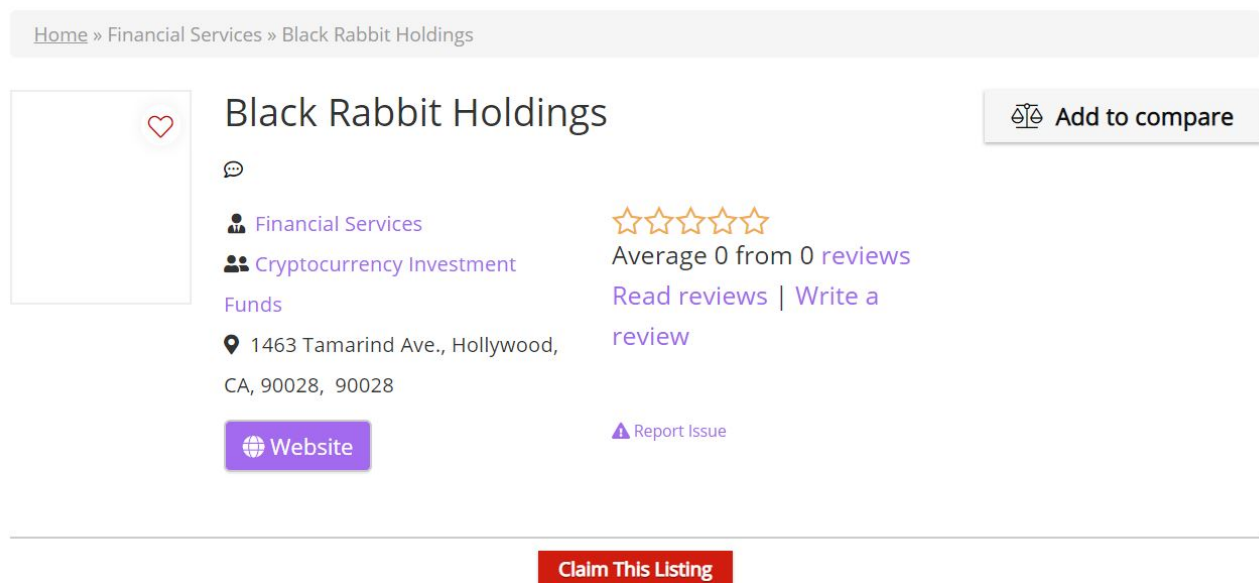 Home » Financial Services » Black Rabbit Holdings
Black Rabbit Holdings
Add to compare
Financial Services
Cryptocurrency Investment
Funds
1463 Tamarind Ave., Hollywood,
CA, 90028, 90028
Website
Average 0 from 0 reviews
Read reviews | Write a
review
Report Issue
Claim This Listing